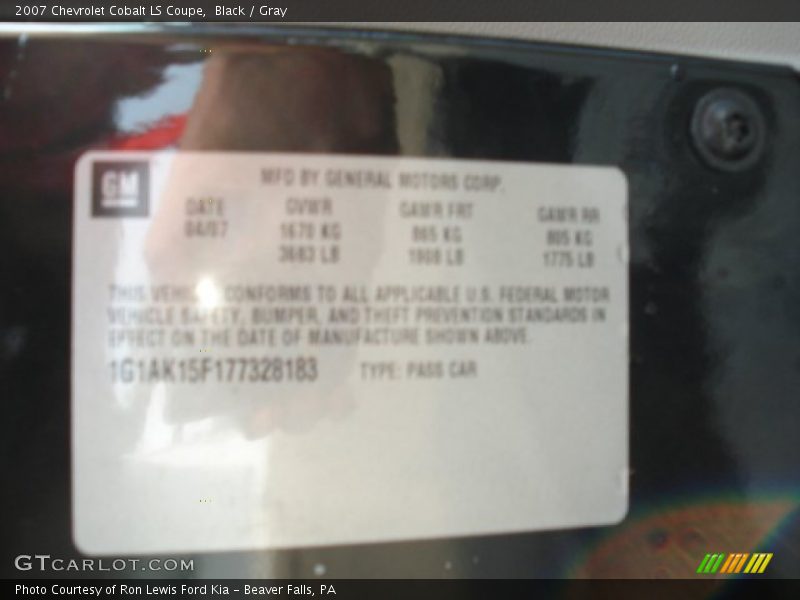 2007 Chevrolet Cobalt LS Coupe, Black / Gray
GM
MFD BY GENERAL MOTORS CORP.
DATE GVWR GAWR FRT GAWR RR
04/07 1670 KG 865 KG 805 KG
3683 LB 1908 LB 1775 LB
THIS VEHICLE CONFORMS TO ALL APPLICABLE U.S. FEDERAL MOTOR
VEHICLE SAFETY, BUMPER, AND THEFT PREVENTION STANDARDS IN
EFFECT ON THE DATE OF MANUFACTURE SHOWN ABOVE.
1G1AK15F177328183 TYPE: PASS CAR
GTCARLOT.COM
Photo Courtesy of Ron Lewis Ford Kia - Beaver Falls, PA